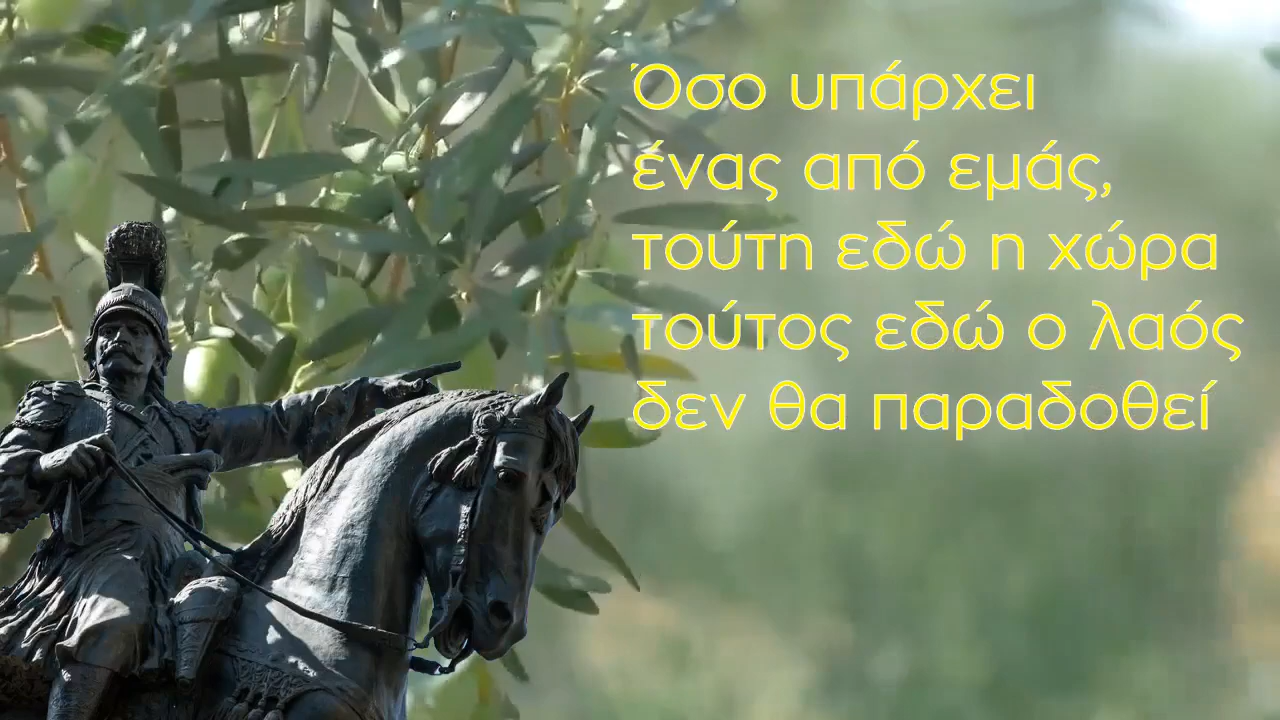 Όσο υπάρχει
ένας από εμάς,
τούτη εδώ η χώρα
τούτος εδώ ο λαός
δεν θα παραδοθεί